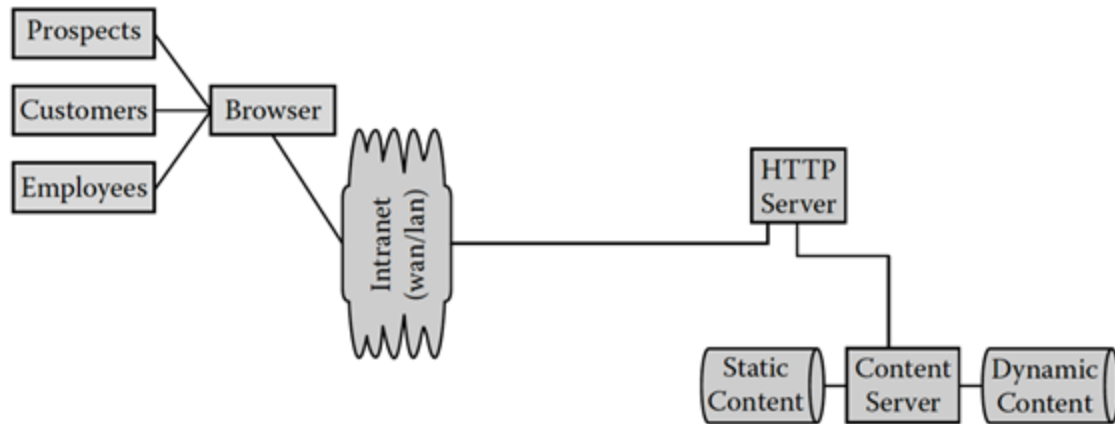 Prospects
Customers
Employees
Browser
Intranet
(wan/lan)
HTTP
Server
Static
Content
Content
Server
Dynamic
Content